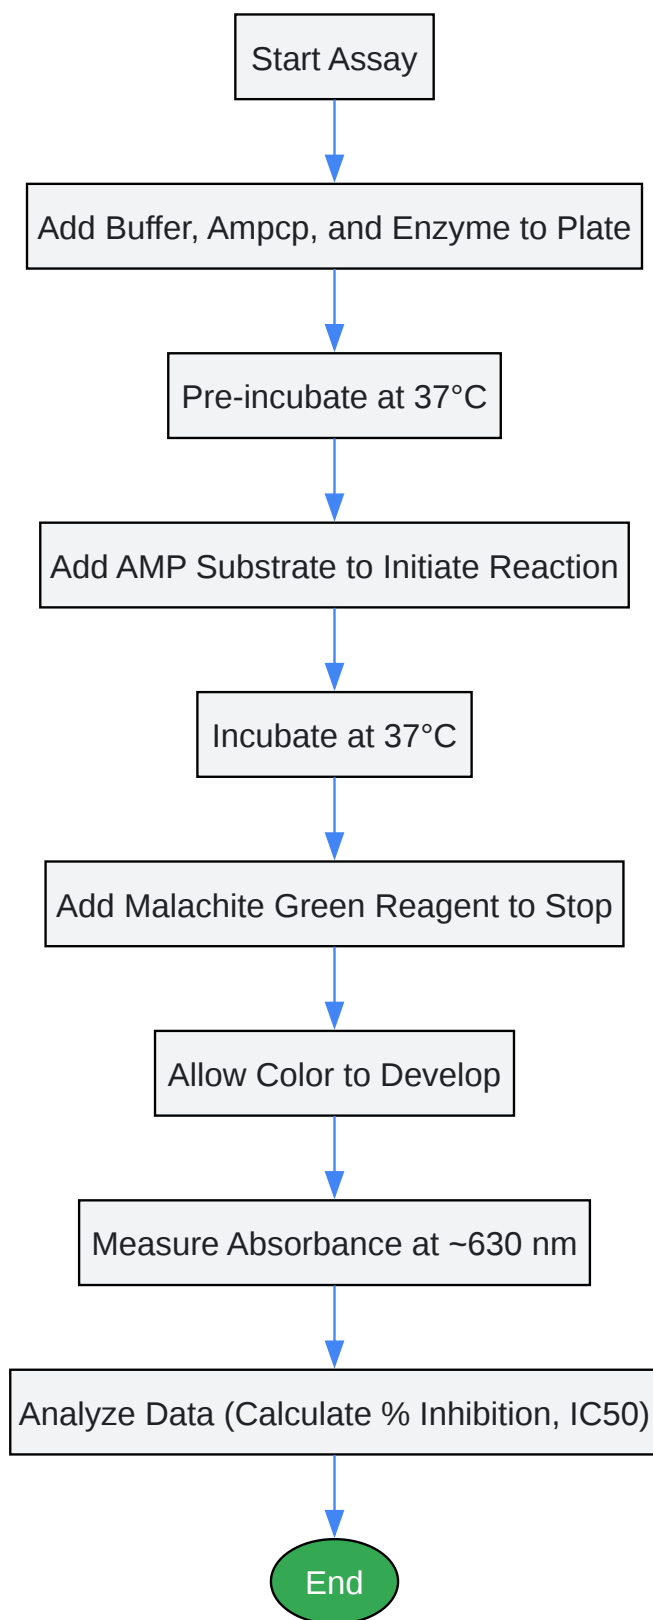 Start Assay
Add Buffer, Ampcp, and Enzyme to Plate
Pre-incubate at 37°C
Add AMP Substrate to Initiate Reaction
Incubate at 37°C
Add Malachite Green Reagent to Stop
Allow Color to Develop
Measure Absorbance at ~630 nm
Analyze Data (Calculate % Inhibition, IC50)
End